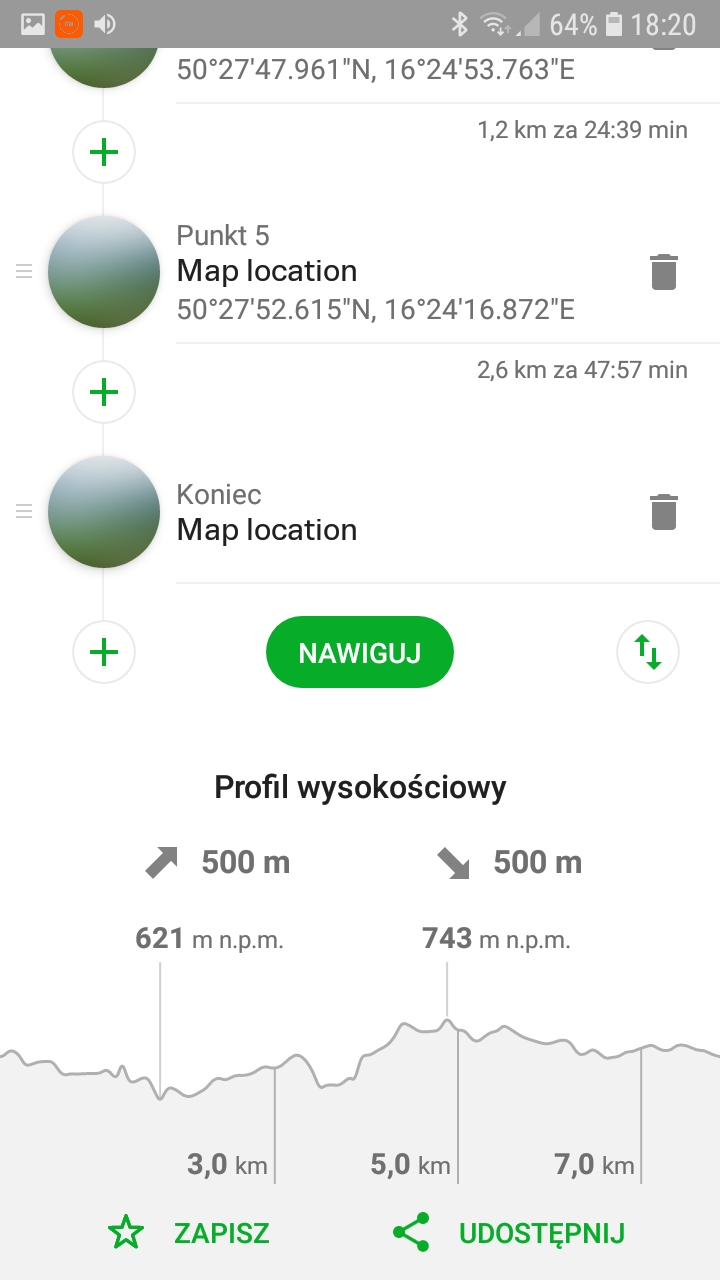 64% 18:20
50°27'47.961"N, 16°24'53.763"E
1,2 km za 24:39 min
Punkt 5
Map location
50°27'52.615"N, 16°24'16.872"E
2,6 km za 47:57 min
Koniec
Map location
NAWIGUJ
Profil wysokościowy
500 m 500 m
621 m n.p.m. 743 m n.p.m.
3,0 km 5,0 km 7,0 km
ZAPISZ UDOSTĘPNIJ